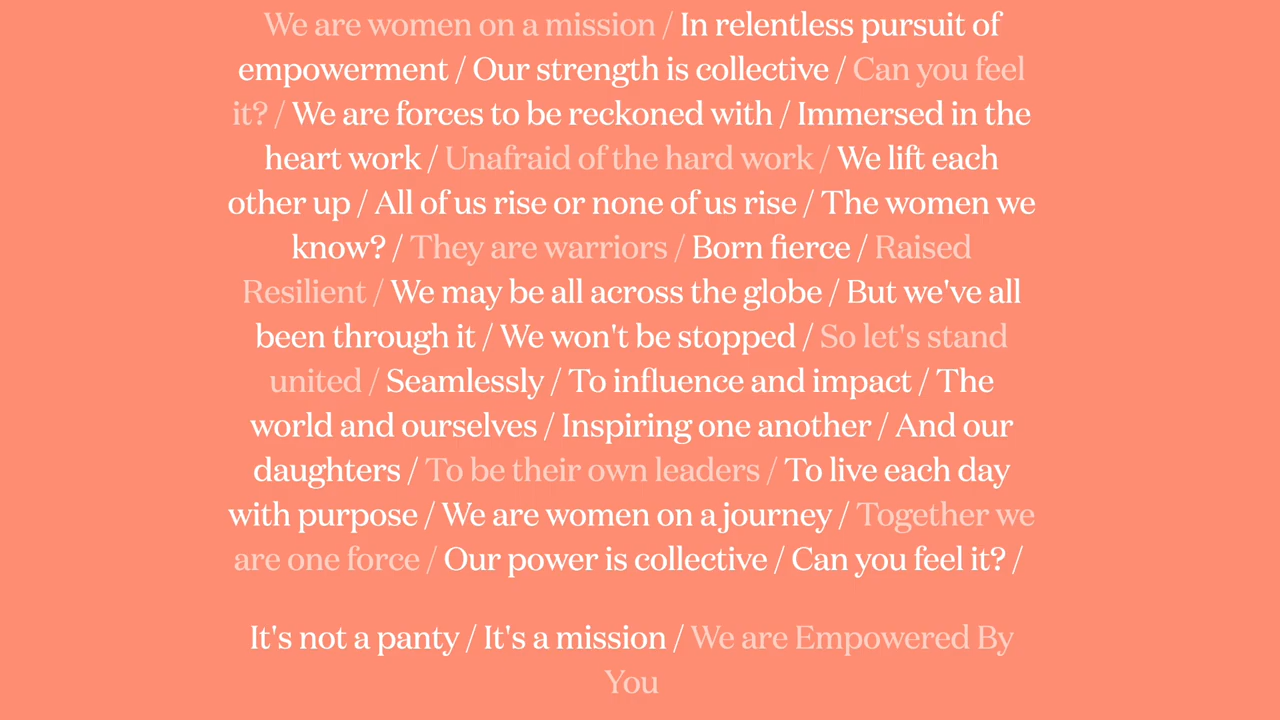 We are women on a mission / In relentless pursuit of
empowerment / Our strength is collective / Can you feel
it? / We are forces to be reckoned with / Immersed in the
heart work / Unafraid of the hard work / We lift each
other up / All of us rise or none of us rise / The women we
know? / They are warriors / Born fierce / Raised
Resilient / We may be all across the globe / But we've all
been through it / We won't be stopped / So let's stand
united / Seamlessly / To influence and impact / The
world and ourselves / Inspiring one another / And our
daughters / To be their own leaders / To live each day
with purpose / We are women on a journey / Together we
are one force / Our power is collective / Can you feel it? /
It's not a panty / It's a mission / We are Empowered By
You